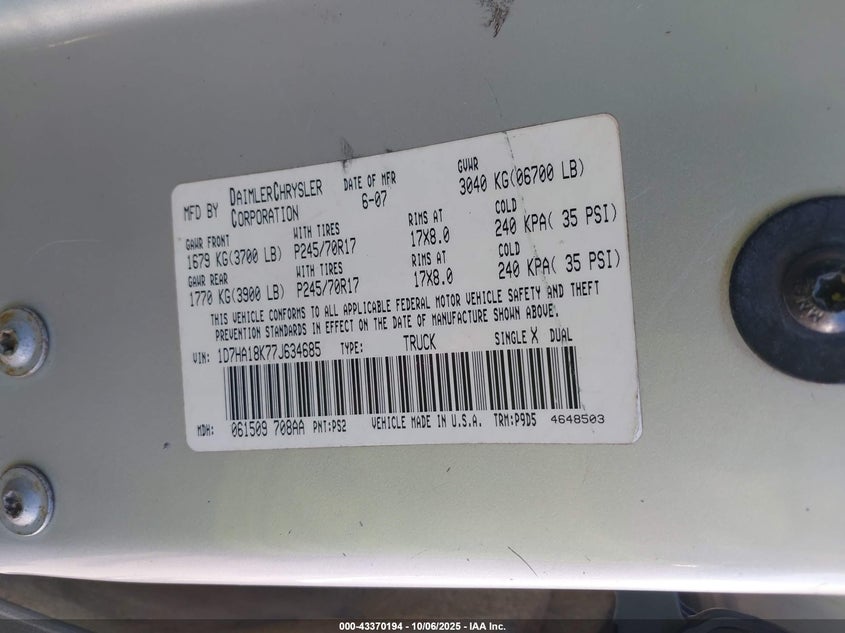 MFD BY DAIMLERCHRYSLER CORPORATION DATE OF MFR 6-07 GVWR 3040 KG(06700 LB)
GAWR FRONT WITH TIRES RIMS AT COLD
1679 KG(3700 LB) P245/70R17 17X8.0 240 KPA( 35 PSI)
GAWR REAR WITH TIRES RIMS AT COLD
1770 KG(3900 LB) P245/70R17 17X8.0 240 KPA( 35 PSI)
THIS VEHICLE CONFORMS TO ALL APPLICABLE FEDERAL MOTOR VEHICLE SAFETY AND THEFT
PREVENTION STANDARDS IN EFFECT ON THE DATE OF MANUFACTURE SHOWN ABOVE.
VIN: 1D7HA18K77J634685 TYPE: TRUCK SINGLE X DUAL
MDH: 061509 708AA PNT:PS2 VEHICLE MADE IN U.S.A. TRM:P9D5 4648503
000-43370194 - 10/06/2025 - IAA Inc.